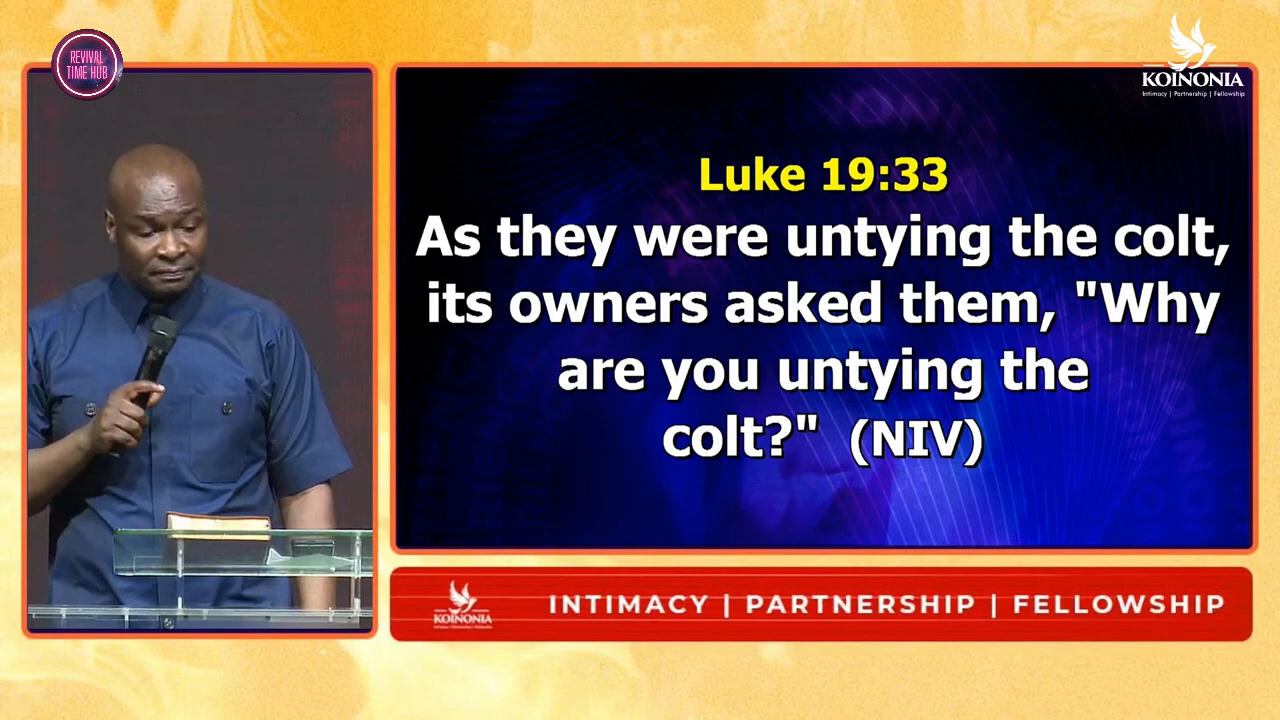 REVIVAL
TIME HUB
KOINONIA
Intimacy | Partnership | Fellowship
Luke 19:33
As they were untying the colt,
its owners asked them, "Why
are you untying the
colt?" (NIV)
KOINONIA
INTIMACY | PARTNERSHIP | FELLOWSHIP